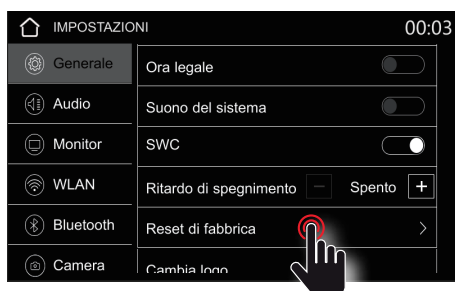 IMPOSTAZIONI 00:03
Generale
Audio
Monitor
WLAN
Bluetooth
Camera
Ora legale
Suono del sistema
SWC
Ritardo di spegnimento − Spento +
Reset di fabbrica
Cambia logo